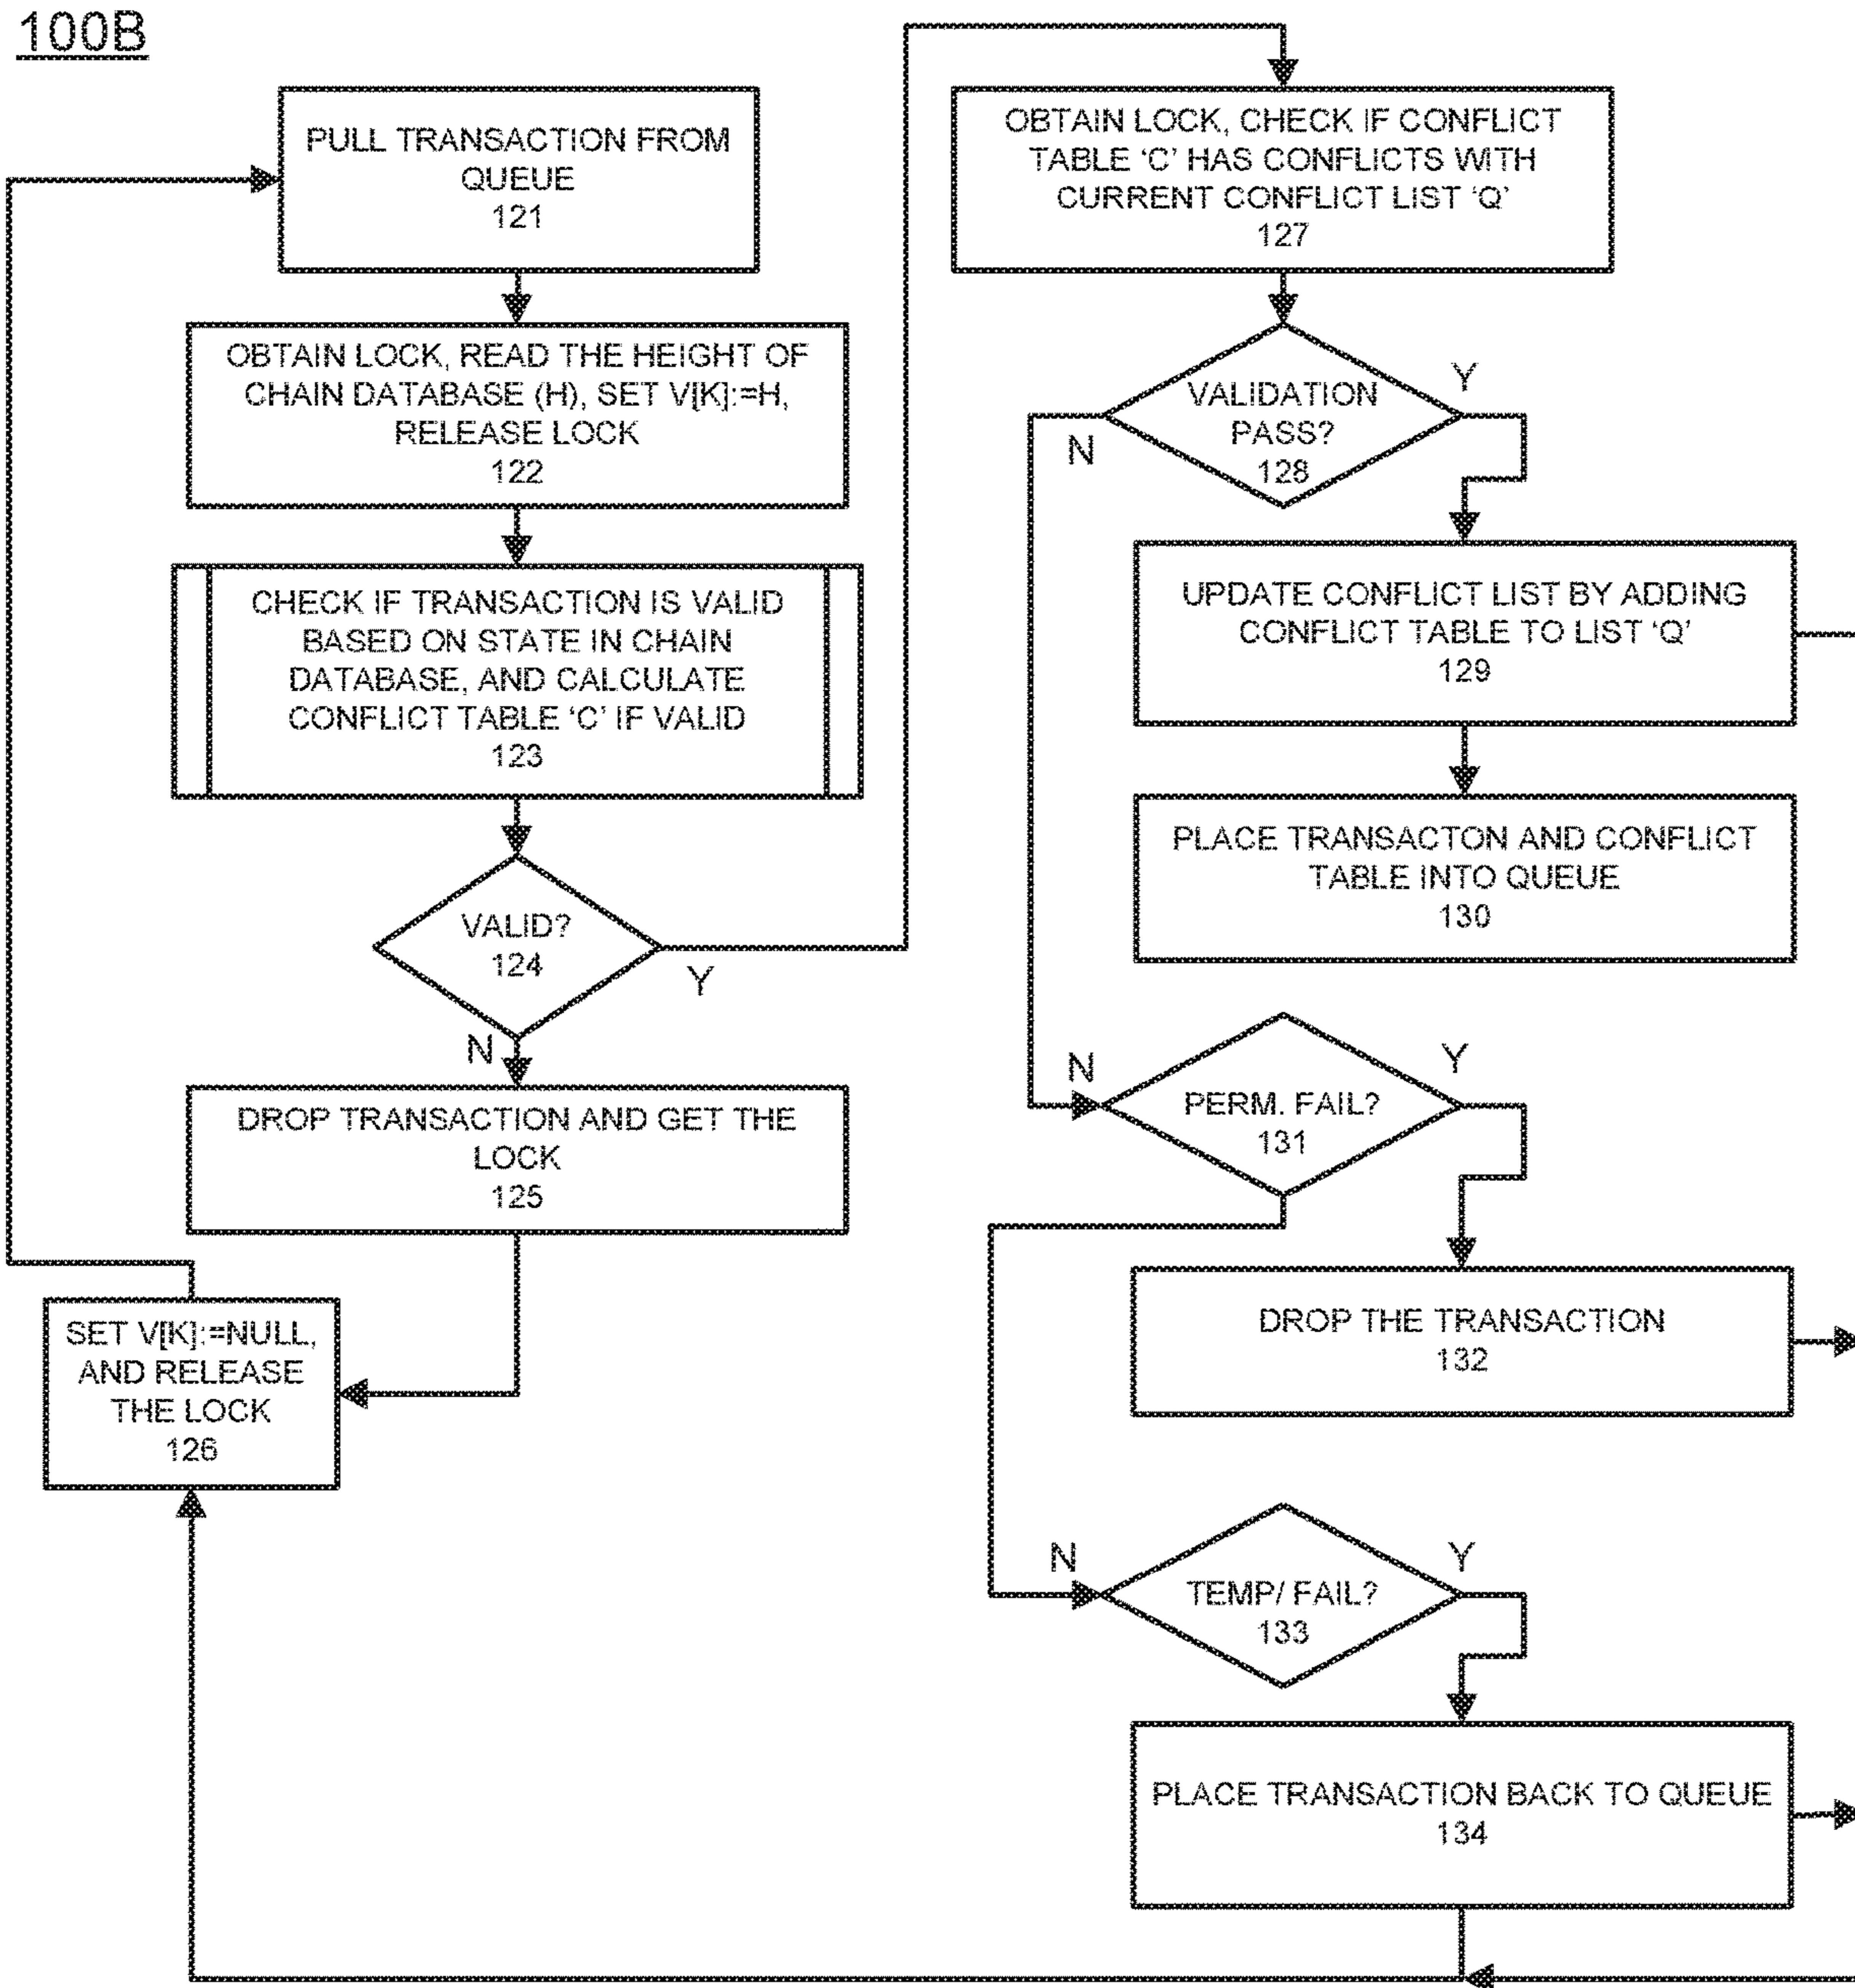 100B
PULL TRANSACTION FROM
QUEUE
121
OBTAIN LOCK, READ THE HEIGHT OF
CHAIN DATABASE (H), SET V[K]:=H,
RELEASE LOCK
122
CHECK IF TRANSACTION IS VALID
BASED ON STATE IN CHAIN
DATABASE, AND CALCULATE
CONFLICT TABLE ‘C’ IF VALID
123
VALID?
124
Y
N
DROP TRANSACTION AND GET THE
LOCK
125
SET V[K]:=NULL,
AND RELEASE
THE LOCK
126
OBTAIN LOCK, CHECK IF CONFLICT
TABLE ‘C’ HAS CONFLICTS WITH
CURRENT CONFLICT LIST ‘Q’
127
VALIDATION
PASS?
128
Y
N
UPDATE CONFLICT LIST BY ADDING
CONFLICT TABLE TO LIST ‘Q’
129
PLACE TRANSACTON AND CONFLICT
TABLE INTO QUEUE
130
N
Y
PERM. FAIL?
131
DROP THE TRANSACTION
132
N
Y
TEMP/ FAIL?
133
PLACE TRANSACTION BACK TO QUEUE
134